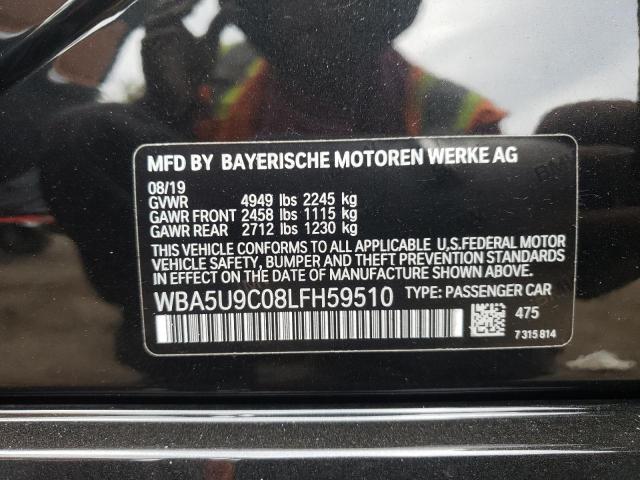 MFD BY BAYERISCHE MOTOREN WERKE AG
08/19
GVWR 4949 lbs 2245 kg
GAWR FRONT 2458 lbs 1115 kg
GAWR REAR 2712 lbs 1230 kg
THIS VEHICLE CONFORMS TO ALL APPLICABLE U.S.FEDERAL MOTOR
VEHICLE SAFETY, BUMPER AND THEFT PREVENTION STANDARDS
IN EFFECT ON THE DATE OF MANUFACTURE SHOWN ABOVE.
WBA5U9C08LFH59510 TYPE: PASSENGER CAR
475
7315814